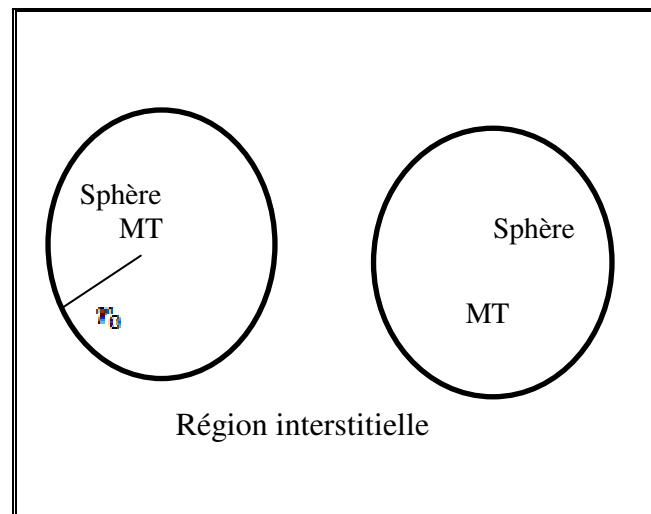 Sphère
MT
r₀
Sphère
MT
Région interstitielle